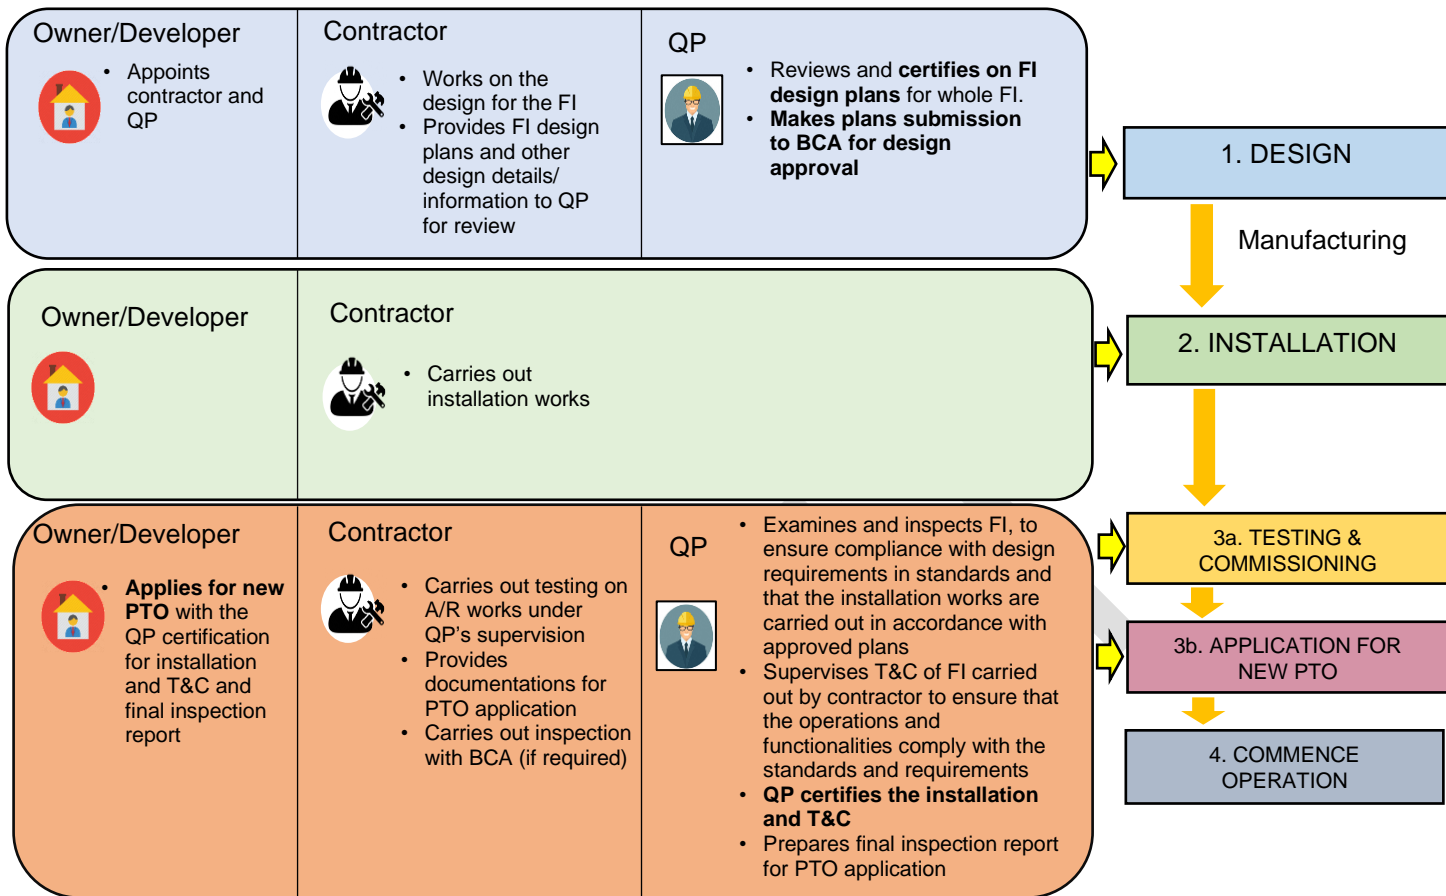 Owner/Developer
• Appoints
contractor and
QP
Contractor
• Works on the
design for the FI
• Provides FI design
plans and other
design details/
information to QP
for review
QP
• Reviews and certifies on FI
design plans for whole FI.
• Makes plans submission
to BCA for design
approval
1. DESIGN
Manufacturing
Owner/Developer
Contractor
• Carries out
installation works
2. INSTALLATION
Owner/Developer
• Applies for new
PTO with the
QP certification
for installation
and T&C and
final inspection
report
Contractor
• Carries out testing on
A/R works under
QP's supervision
• Provides
documentations for
PTO application
• Carries out inspection
with BCA (if required)
QP
• Examines and inspects FI, to
ensure compliance with design
requirements in standards and
that the installation works are
carried out in accordance with
approved plans
• Supervises T&C of FI carried
out by contractor to ensure that
the operations and
functionalities comply with the
standards and requirements
• QP certifies the installation
and T&C
• Prepares final inspection report
for PTO application
3a. TESTING &
COMMISSIONING
3b. APPLICATION FOR
NEW PTO
4. COMMENCE
OPERATION